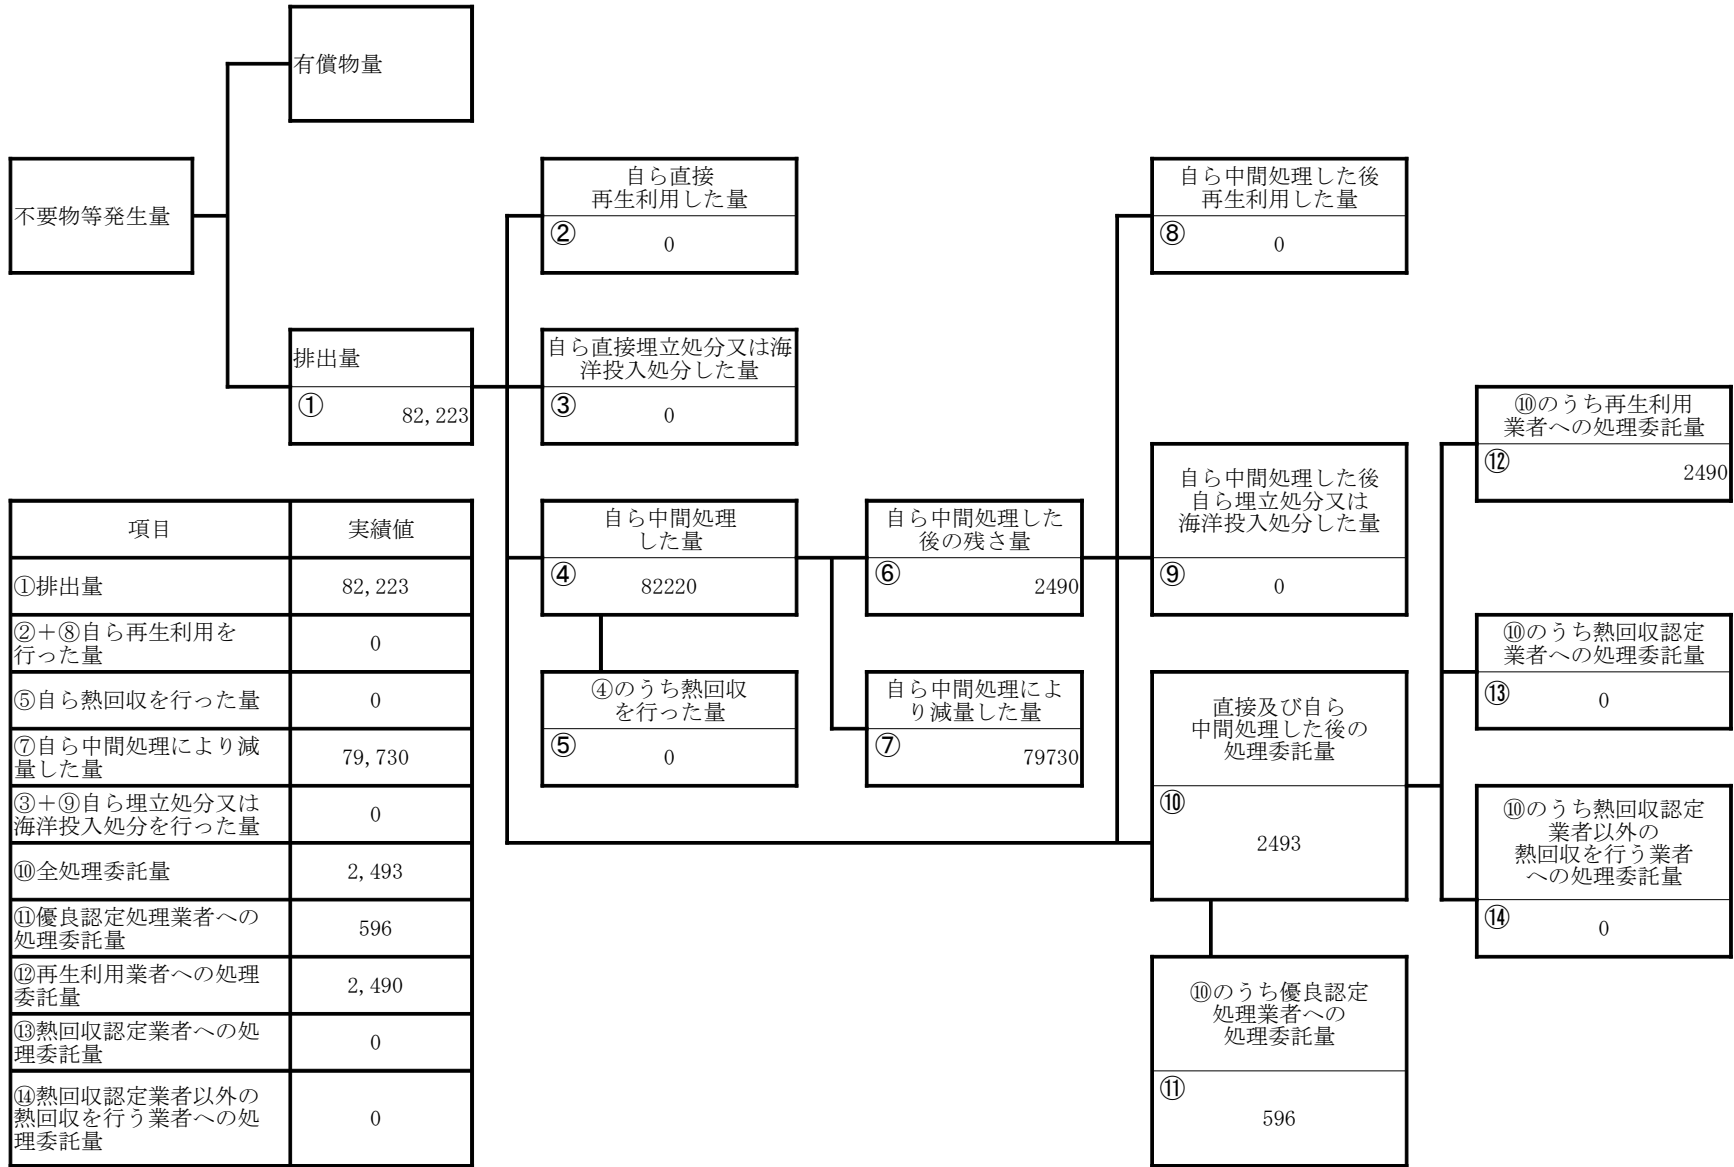 有償物量
不要物等発生量
排出量
① 82,223
自ら直接
再生利用した量
② 0
自ら直接埋立処分又は海
洋投入処分した量
③ 0
自ら中間処理
した量
④ 82220
④のうち熱回収
を行った量
⑤ 0
自ら中間処理した
後の残さ量
⑥ 2490
自ら中間処理によ
り減量した量
⑦ 79730
自ら中間処理した後
再生利用した量
⑧ 0
自ら中間処理した後
自ら埋立処分又は
海洋投入処分した量
⑨ 0
直接及び自ら
中間処理した後の
処理委託量
⑩
2493
⑩のうち優良認定
処理業者への
処理委託量
⑪
596
⑩のうち再生利用
業者への処理委託量
⑫ 2490
⑩のうち熱回収認定
業者への処理委託量
⑬ 0
⑩のうち熱回収認定
業者以外の
熱回収を行う業者
への処理委託量
⑭ 0
項目 実績値
①排出量 82,223
②＋⑧自ら再生利用を
行った量 0
⑤自ら熱回収を行った量 0
⑦自ら中間処理により減
量した量 79,730
③＋⑨自ら埋立処分又は
海洋投入処分を行った量 0
⑩全処理委託量 2,493
⑪優良認定処理業者への
処理委託量 596
⑫再生利用業者への処理
委託量 2,490
⑬熱回収認定業者への処
理委託量 0
⑭熱回収認定業者以外の
熱回収を行う業者への処
理委託量 0